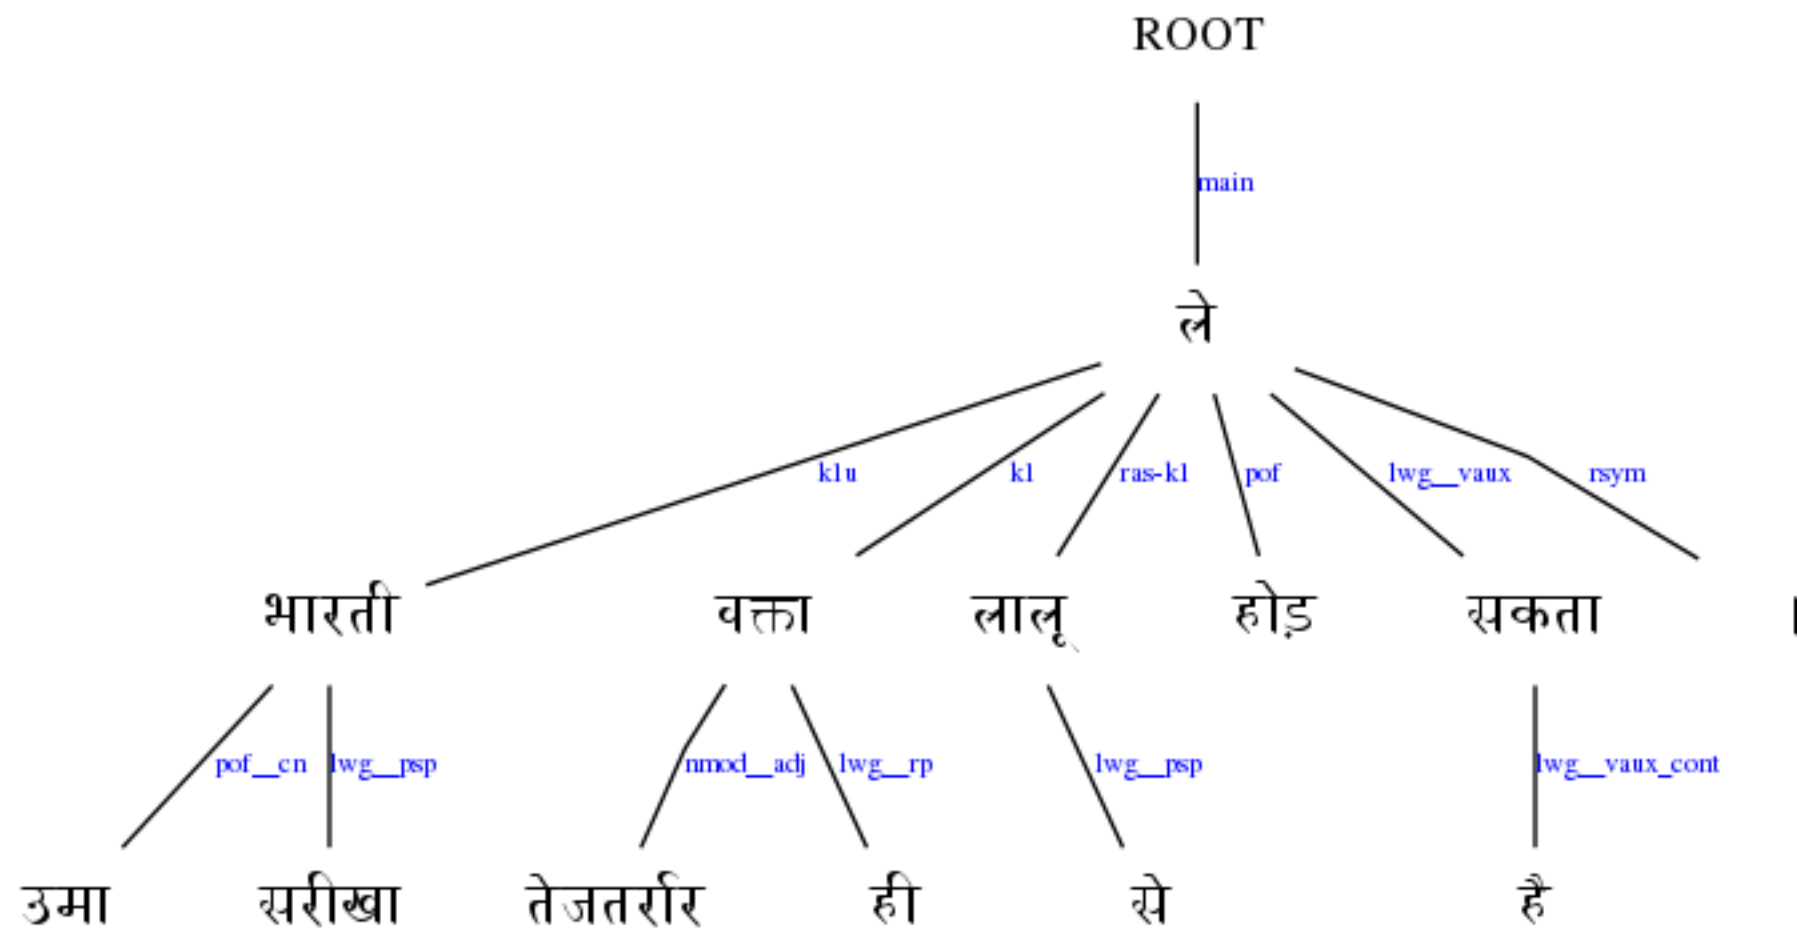 ROOT
main
ले
k1u k1 ras-k1 pof lwg__vaux rsym
भारती वक्ता लालू होड़ सकता ।
pof__cn lwg__psp nmod__adj lwg__rp lwg__psp lwg__vaux_cont
उमा सरीखा तेजतर्रार ही से है